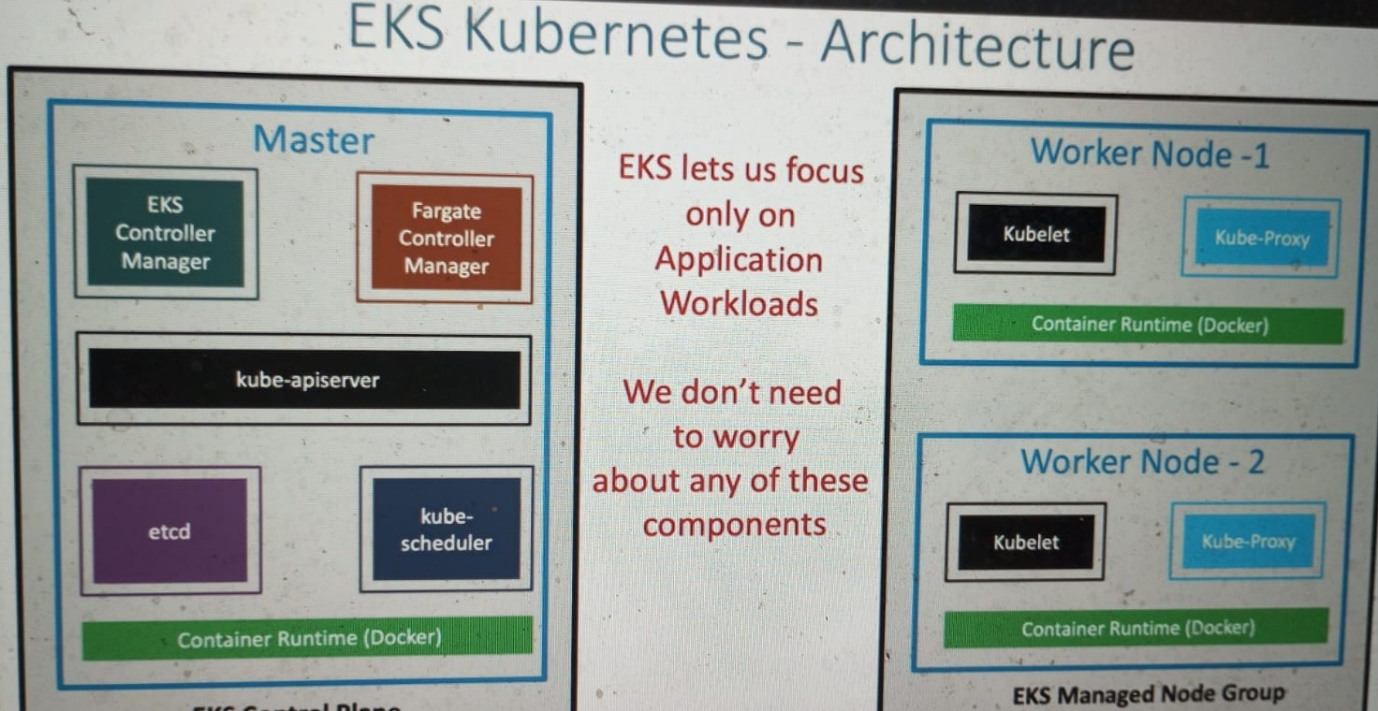 EKS Kubernetes - Architecture
Master
EKS
Controller
Manager
Fargate
Controller
Manager
kube-apiserver
etcd
kube-
scheduler
Container Runtime (Docker)
EKS Control Plane
EKS lets us focus
only on
Application
Workloads
We don't need
to worry
about any of these
components
Worker Node -1
Kubelet
Kube-Proxy
Container Runtime (Docker)
Worker Node - 2
Kubelet
Kube-Proxy
Container Runtime (Docker)
EKS Managed Node Group